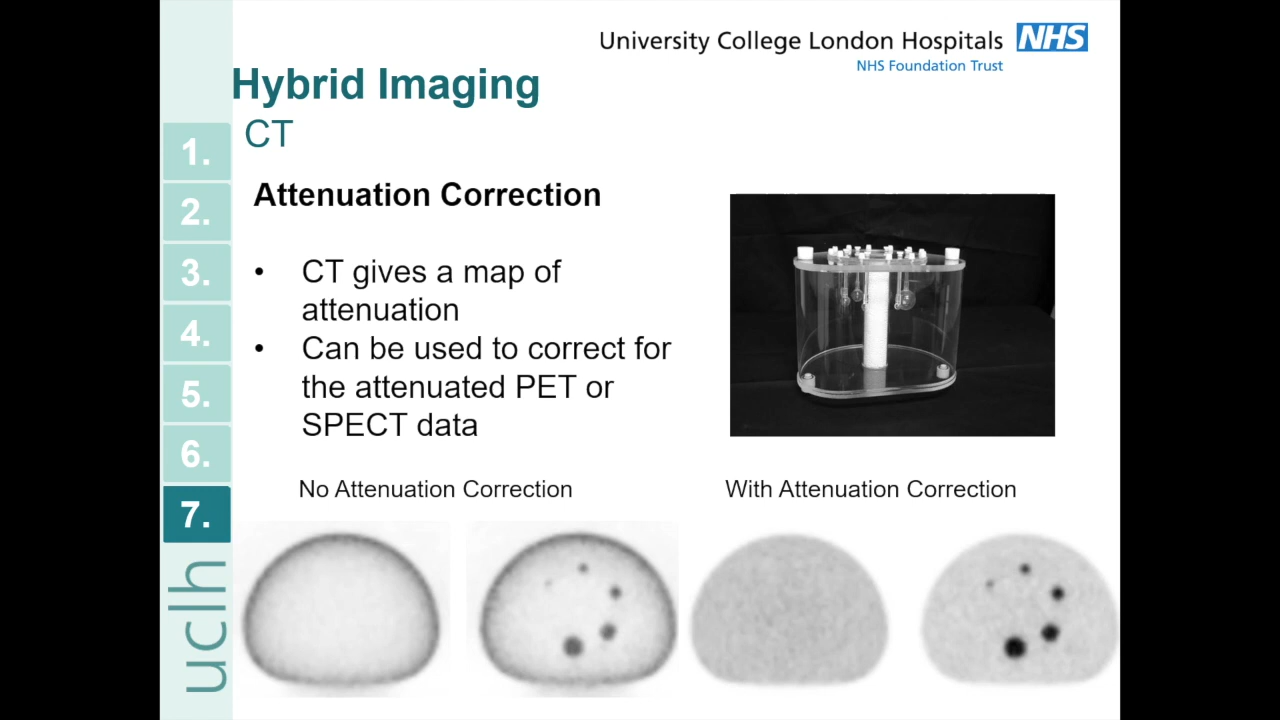 University College London Hospitals NHS
NHS Foundation Trust
Hybrid Imaging
CT
1.
2.
3.
4.
5.
6.
7.
uclh
Attenuation Correction
• CT gives a map of
attenuation
• Can be used to correct for
the attenuated PET or
SPECT data
No Attenuation Correction
With Attenuation Correction